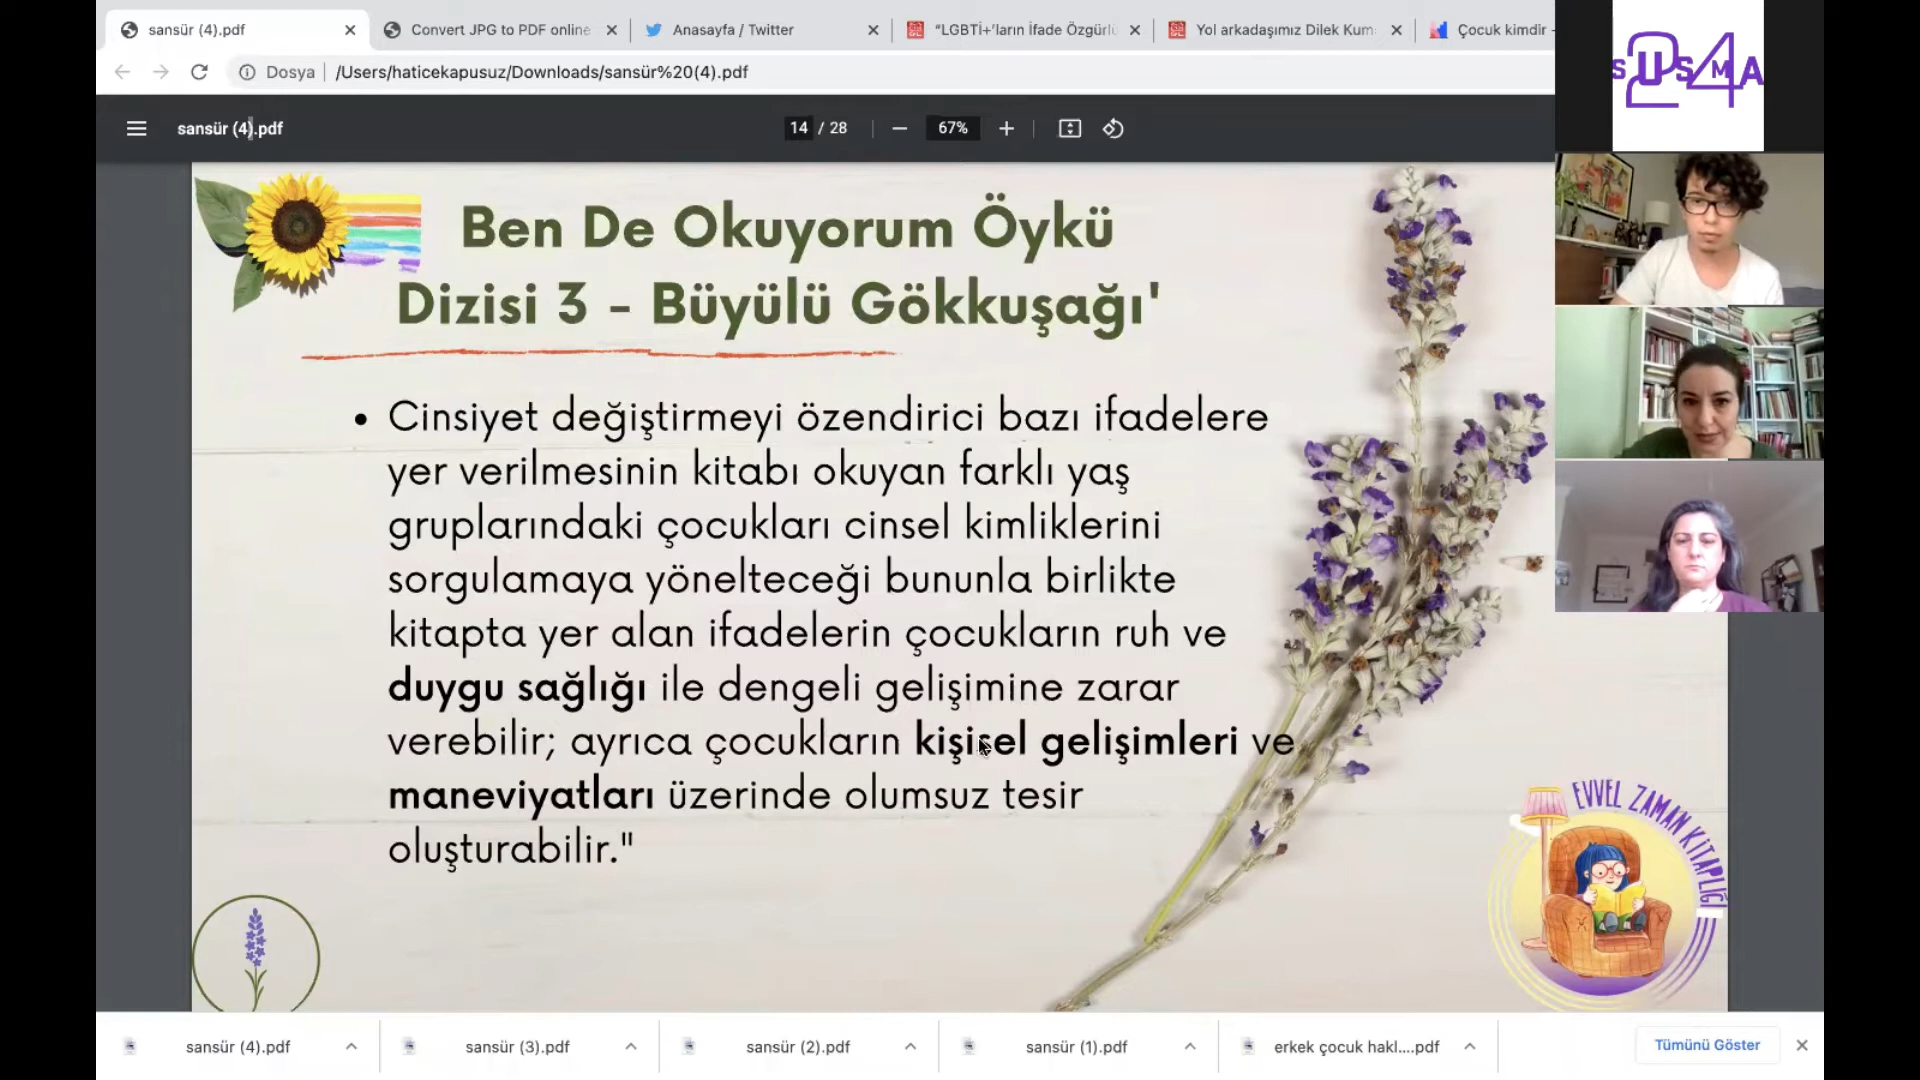 sansür (4).pdf
Convert JPG to PDF online
Anasayfa / Twitter
"LGBTİ+'ların İfade Özgürlü
Yol arkadaşımız Dilek Kum
Çocuk kimdir -
Dosya
/Users/haticekapusuz/Downloads/sansür%20(4).pdf
sansür (4).pdf
14 / 28
67%
SUSMA
24
Ben De Okuyorum Öykü
Dizisi 3 - Büyülü Gökkuşağı'
• Cinsiyet değiştirmeyi özendirici bazı ifadelere
yer verilmesinin kitabı okuyan farklı yaş
gruplarındaki çocukları cinsel kimliklerini
sorgulamaya yönelteceği bununla birlikte
kitapta yer alan ifadelerin çocukların ruh ve
duygu sağlığı ile dengeli gelişimine zarar
verebilir; ayrıca çocukların kişisel gelişimleri ve
maneviyatları üzerinde olumsuz tesir
oluşturabilir."
EVVEL ZAMAN KİTAPLIĞI
sansür (4).pdf
sansür (3).pdf
sansür (2).pdf
sansür (1).pdf
erkek çocuk hakl....pdf
Tümünü Göster